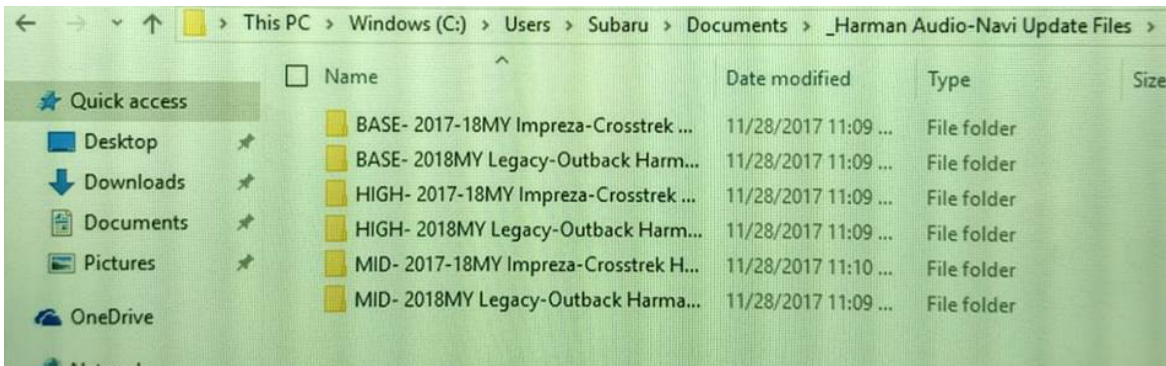 This PC > Windows (C:) > Users > Subaru > Documents > _Harman Audio-Navi Update Files >
Name Date modified Type Size
Quick access
Desktop
Downloads
Documents
Pictures
OneDrive
BASE- 2017-18MY Impreza-Crosstrek ... 11/28/2017 11:09 ... File folder
BASE- 2018MY Legacy-Outback Harm... 11/28/2017 11:09 ... File folder
HIGH- 2017-18MY Impreza-Crosstrek ... 11/28/2017 11:09 ... File folder
HIGH- 2018MY Legacy-Outback Harm... 11/28/2017 11:09 ... File folder
MID- 2017-18MY Impreza-Crosstrek H... 11/28/2017 11:10 ... File folder
MID- 2018MY Legacy-Outback Harma... 11/28/2017 11:09 ... File folder